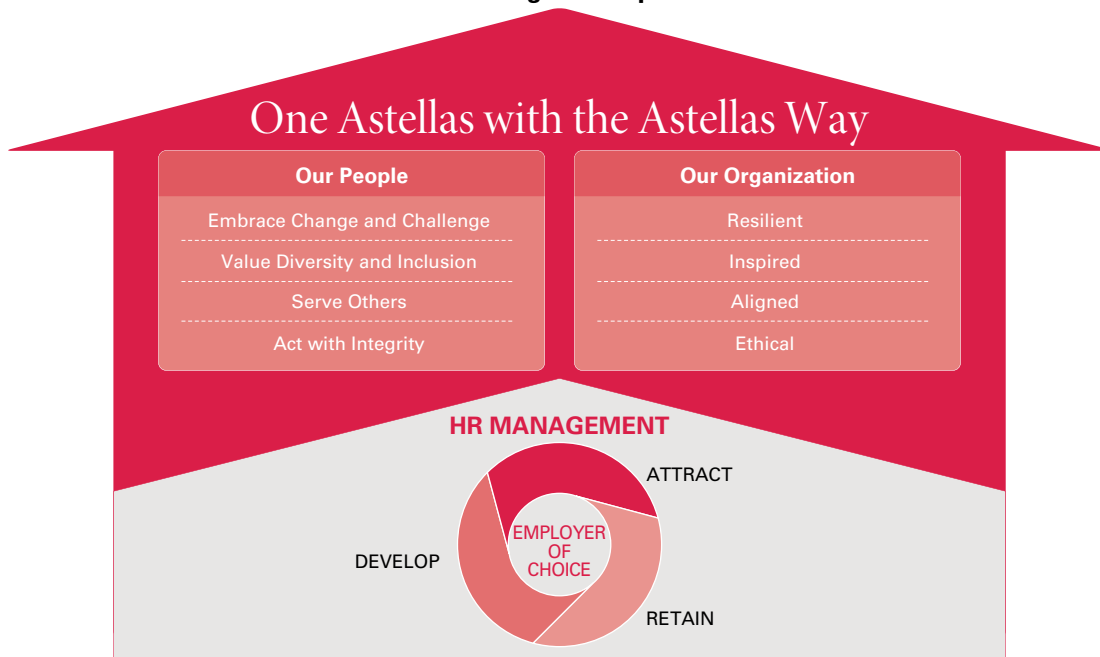 One Astellas with the Astellas Way
Our People
Embrace Change and Challenge
Value Diversity and Inclusion
Serve Others
Act with Integrity
Our Organization
Resilient
Inspired
Aligned
Ethical
HR MANAGEMENT
ATTRACT
EMPLOYER
OF
CHOICE
DEVELOP
RETAIN